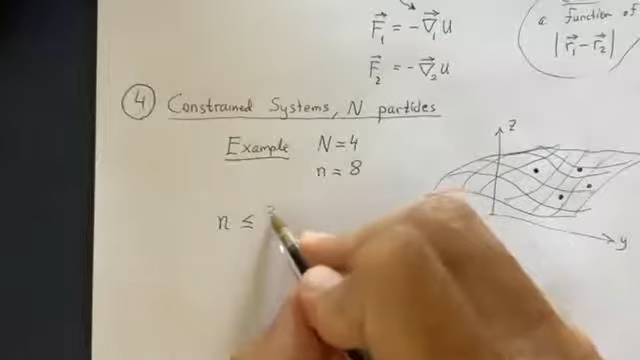 F⃗₁ = -∇⃗₁U
F⃗₂ = -∇⃗₂U
a function of
|r⃗₁-r⃗₂|
④ Constrained Systems, N particles
Example N=4
n = 8
z
y
n ≤